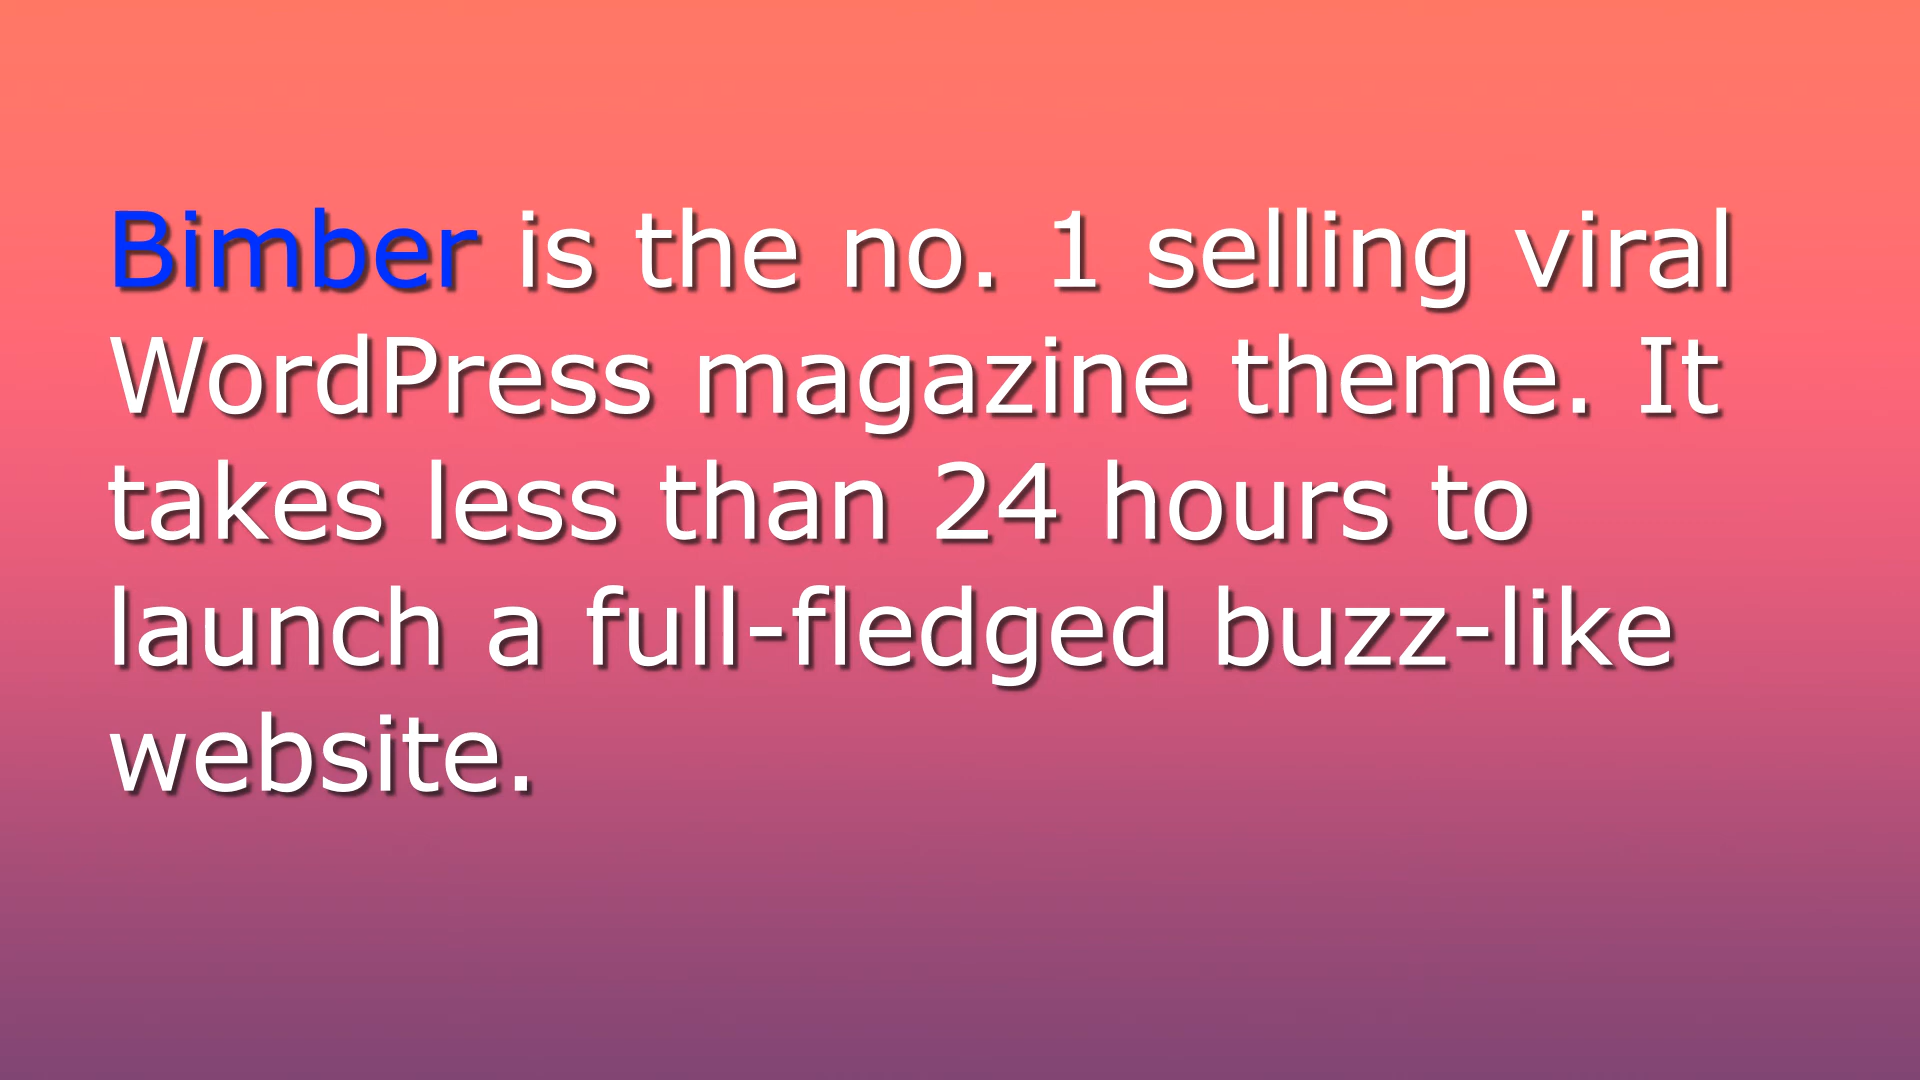 Bimber is the no. 1 selling viral
WordPress magazine theme. It
takes less than 24 hours to
launch a full-fledged buzz-like
website.